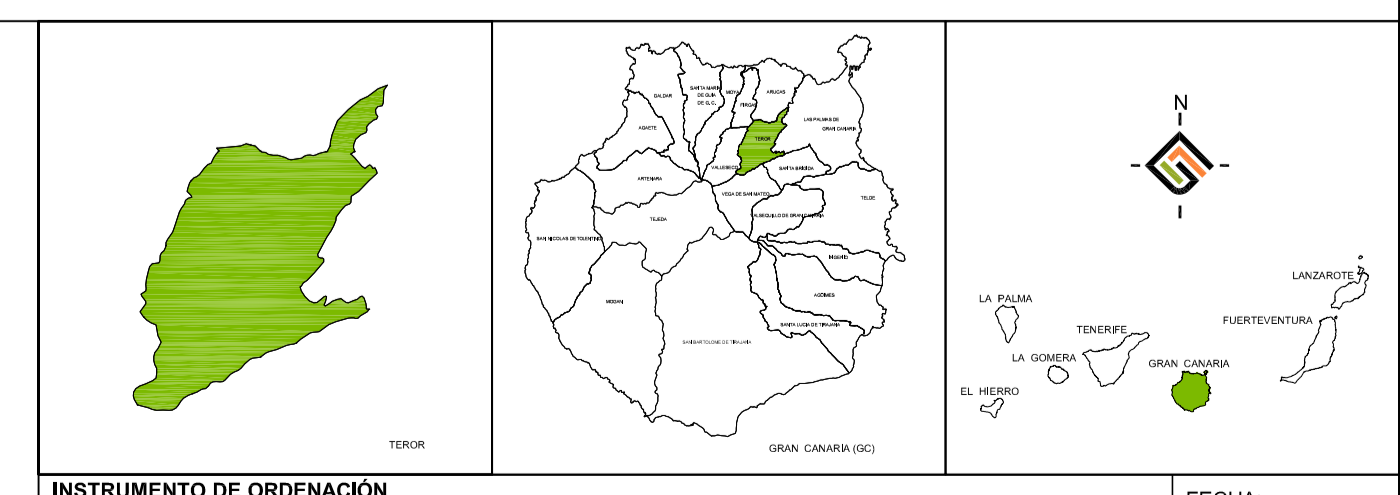 TEROR
GALDAR
SANTA MARIA
DE GUIA
DE G. C.
MOYA
FIRGAS
ARUCAS
LAS PALMAS DE
GRAN CANARIA
AGAETE
TEROR
VALLESECO
SANTA BRIGIDA
ARTENARA
VEGA DE SAN MATEO
TELDE
TEJEDA
VALSEQUILLO DE GRAN CANARIA
SAN NICOLAS DE TOLENTINO
INGENIO
MOGAN
AGÜIMES
SANTA LUCIA DE TIRAJANA
SAN BARTOLOME DE TIRAJANA
GRAN CANARIA (GC)
N
LANZAROTE
LA PALMA
FUERTEVENTURA
TENERIFE
LA GOMERA
GRAN CANARIA
EL HIERRO
INSTRUMENTO DE ORDENACIÓN
FECHA